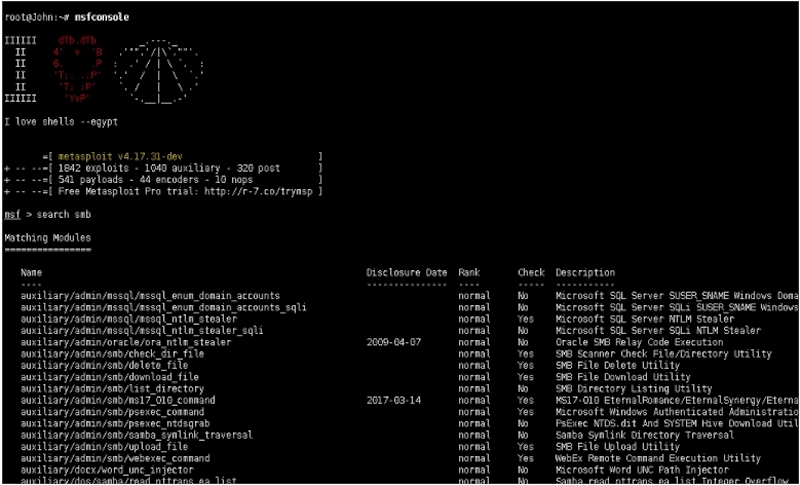 root@John:~# msfconsole
IIIIII    dTb.dTb        _.---._
  II     4'  v  'B   .'"".'/|\`.""'.
  II     6.     .P  :  .' / | \ `.  :
  II     'T;. .;P'  '.'  /  |  \  `.'
  II      'T; ;P'    `. /   |   \ .'
IIIIII     'YvP'       `-.__|__.-'
I love shells --egypt
=[ metasploit v4.17.31-dev ]
+ -- --=[ 1842 exploits - 1040 auxiliary - 320 post ]
+ -- --=[ 541 payloads - 44 encoders - 10 nops ]
+ -- --=[ Free Metasploit Pro trial: http://r-7.co/trymsp ]
msf > search smb
Matching Modules
================
Name Disclosure Date Rank Check Description
---- --------------- ---- ----- -----------
auxiliary/admin/mssql/mssql_enum_domain_accounts normal No Microsoft SQL Server SUSER_SNAME Windows Doma
auxiliary/admin/mssql/mssql_enum_domain_accounts_sqli normal No Microsoft SQL Server SQLi SUSER_SNAME Windows
auxiliary/admin/mssql/mssql_ntlm_stealer normal Yes Microsoft SQL Server NTLM Stealer
auxiliary/admin/mssql/mssql_ntlm_stealer_sqli normal No Microsoft SQL Server SQLi NTLM Stealer
auxiliary/admin/oracle/ora_ntlm_stealer 2009-04-07 normal No Oracle SMB Relay Code Execution
auxiliary/admin/smb/check_dir_file normal Yes SMB Scanner Check File/Directory Utility
auxiliary/admin/smb/delete_file normal Yes SMB File Delete Utility
auxiliary/admin/smb/download_file normal Yes SMB File Download Utility
auxiliary/admin/smb/list_directory normal No SMB Directory Listing Utility
auxiliary/admin/smb/ms17_010_command 2017-03-14 normal Yes MS17-010 EternalRomance/EternalSynergy/Eterna
auxiliary/admin/smb/psexec_command normal Yes Microsoft Windows Authenticated Administratio
auxiliary/admin/smb/psexec_ntdsgrab normal No PsExec NTDS.dit And SYSTEM Hive Download Util
auxiliary/admin/smb/samba_symlink_traversal normal No Samba Symlink Directory Traversal
auxiliary/admin/smb/upload_file normal Yes SMB File Upload Utility
auxiliary/admin/smb/webexec_command normal Yes WebEx Remote Command Execution Utility
auxiliary/docx/word_unc_injector normal No Microsoft Word UNC Path Injector
auxiliary/dos/samba/read_nttrans_ea_list normal No Samba read_nttrans_ea_list Integer Overflow